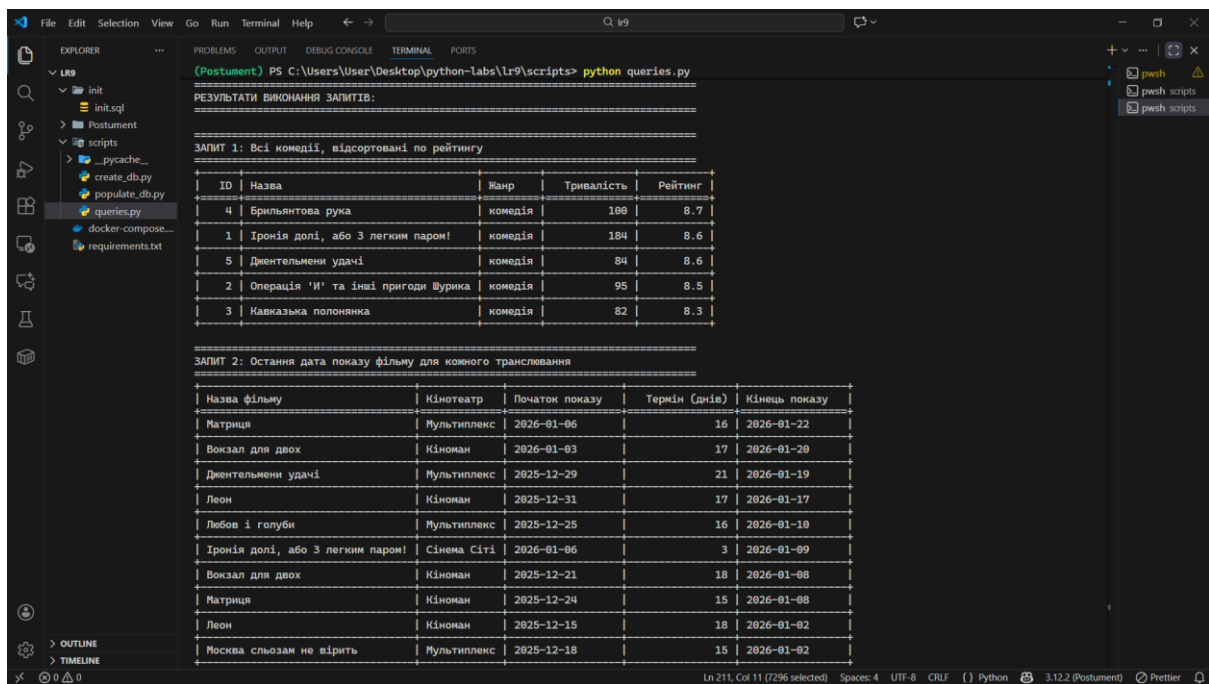 File Edit Selection View Go Run Terminal Help
lr9
EXPLORER
PROBLEMS OUTPUT DEBUG CONSOLE TERMINAL PORTS
LR9
init
init.sql
Postument
scripts
__pycache__
create_db.py
populate_db.py
queries.py
docker-compose....
requirements.txt
OUTLINE
TIMELINE
(Postument) PS C:\Users\User\Desktop\python-labs\lr9\scripts> python queries.py
РЕЗУЛЬТАТИ ВИКОНАННЯ ЗАПИТІВ:
ЗАПИТ 1: Всі комедії, відсортовані по рейтингу
| ID | Назва | Жанр | Тривалість | Рейтинг |
| 4 | Брильянтова рука | комедія | 100 | 8.7 |
| 1 | Іронія долі, або З легким паром! | комедія | 184 | 8.6 |
| 5 | Джентельмени удачі | комедія | 84 | 8.6 |
| 2 | Операція 'И' та інші пригоди Шурика | комедія | 95 | 8.5 |
| 3 | Кавказька полонянка | комедія | 82 | 8.3 |
ЗАПИТ 2: Остання дата показу фільму для кожного транслювання
| Назва фільму | Кінотеатр | Початок показу | Термін (днів) | Кінець показу |
| Матриця | Мультиплекс | 2026-01-06 | 16 | 2026-01-22 |
| Вокзал для двох | Кіноман | 2026-01-03 | 17 | 2026-01-20 |
| Джентельмени удачі | Мультиплекс | 2025-12-29 | 21 | 2026-01-19 |
| Леон | Кіноман | 2025-12-31 | 17 | 2026-01-17 |
| Любов і голуби | Мультиплекс | 2025-12-25 | 16 | 2026-01-10 |
| Іронія долі, або З легким паром! | Сінема Сіті | 2026-01-06 | 3 | 2026-01-09 |
| Вокзал для двох | Кіноман | 2025-12-21 | 18 | 2026-01-08 |
| Матриця | Кіноман | 2025-12-24 | 15 | 2026-01-08 |
| Леон | Кіноман | 2025-12-15 | 18 | 2026-01-02 |
| Москва сльозам не вірить | Мультиплекс | 2025-12-18 | 15 | 2026-01-02 |
pwsh
pwsh scripts
pwsh scripts
0 0 Ln 211, Col 11 (7296 selected) Spaces: 4 UTF-8 CRLF {} Python 3.12.2 (Postument) Prettier